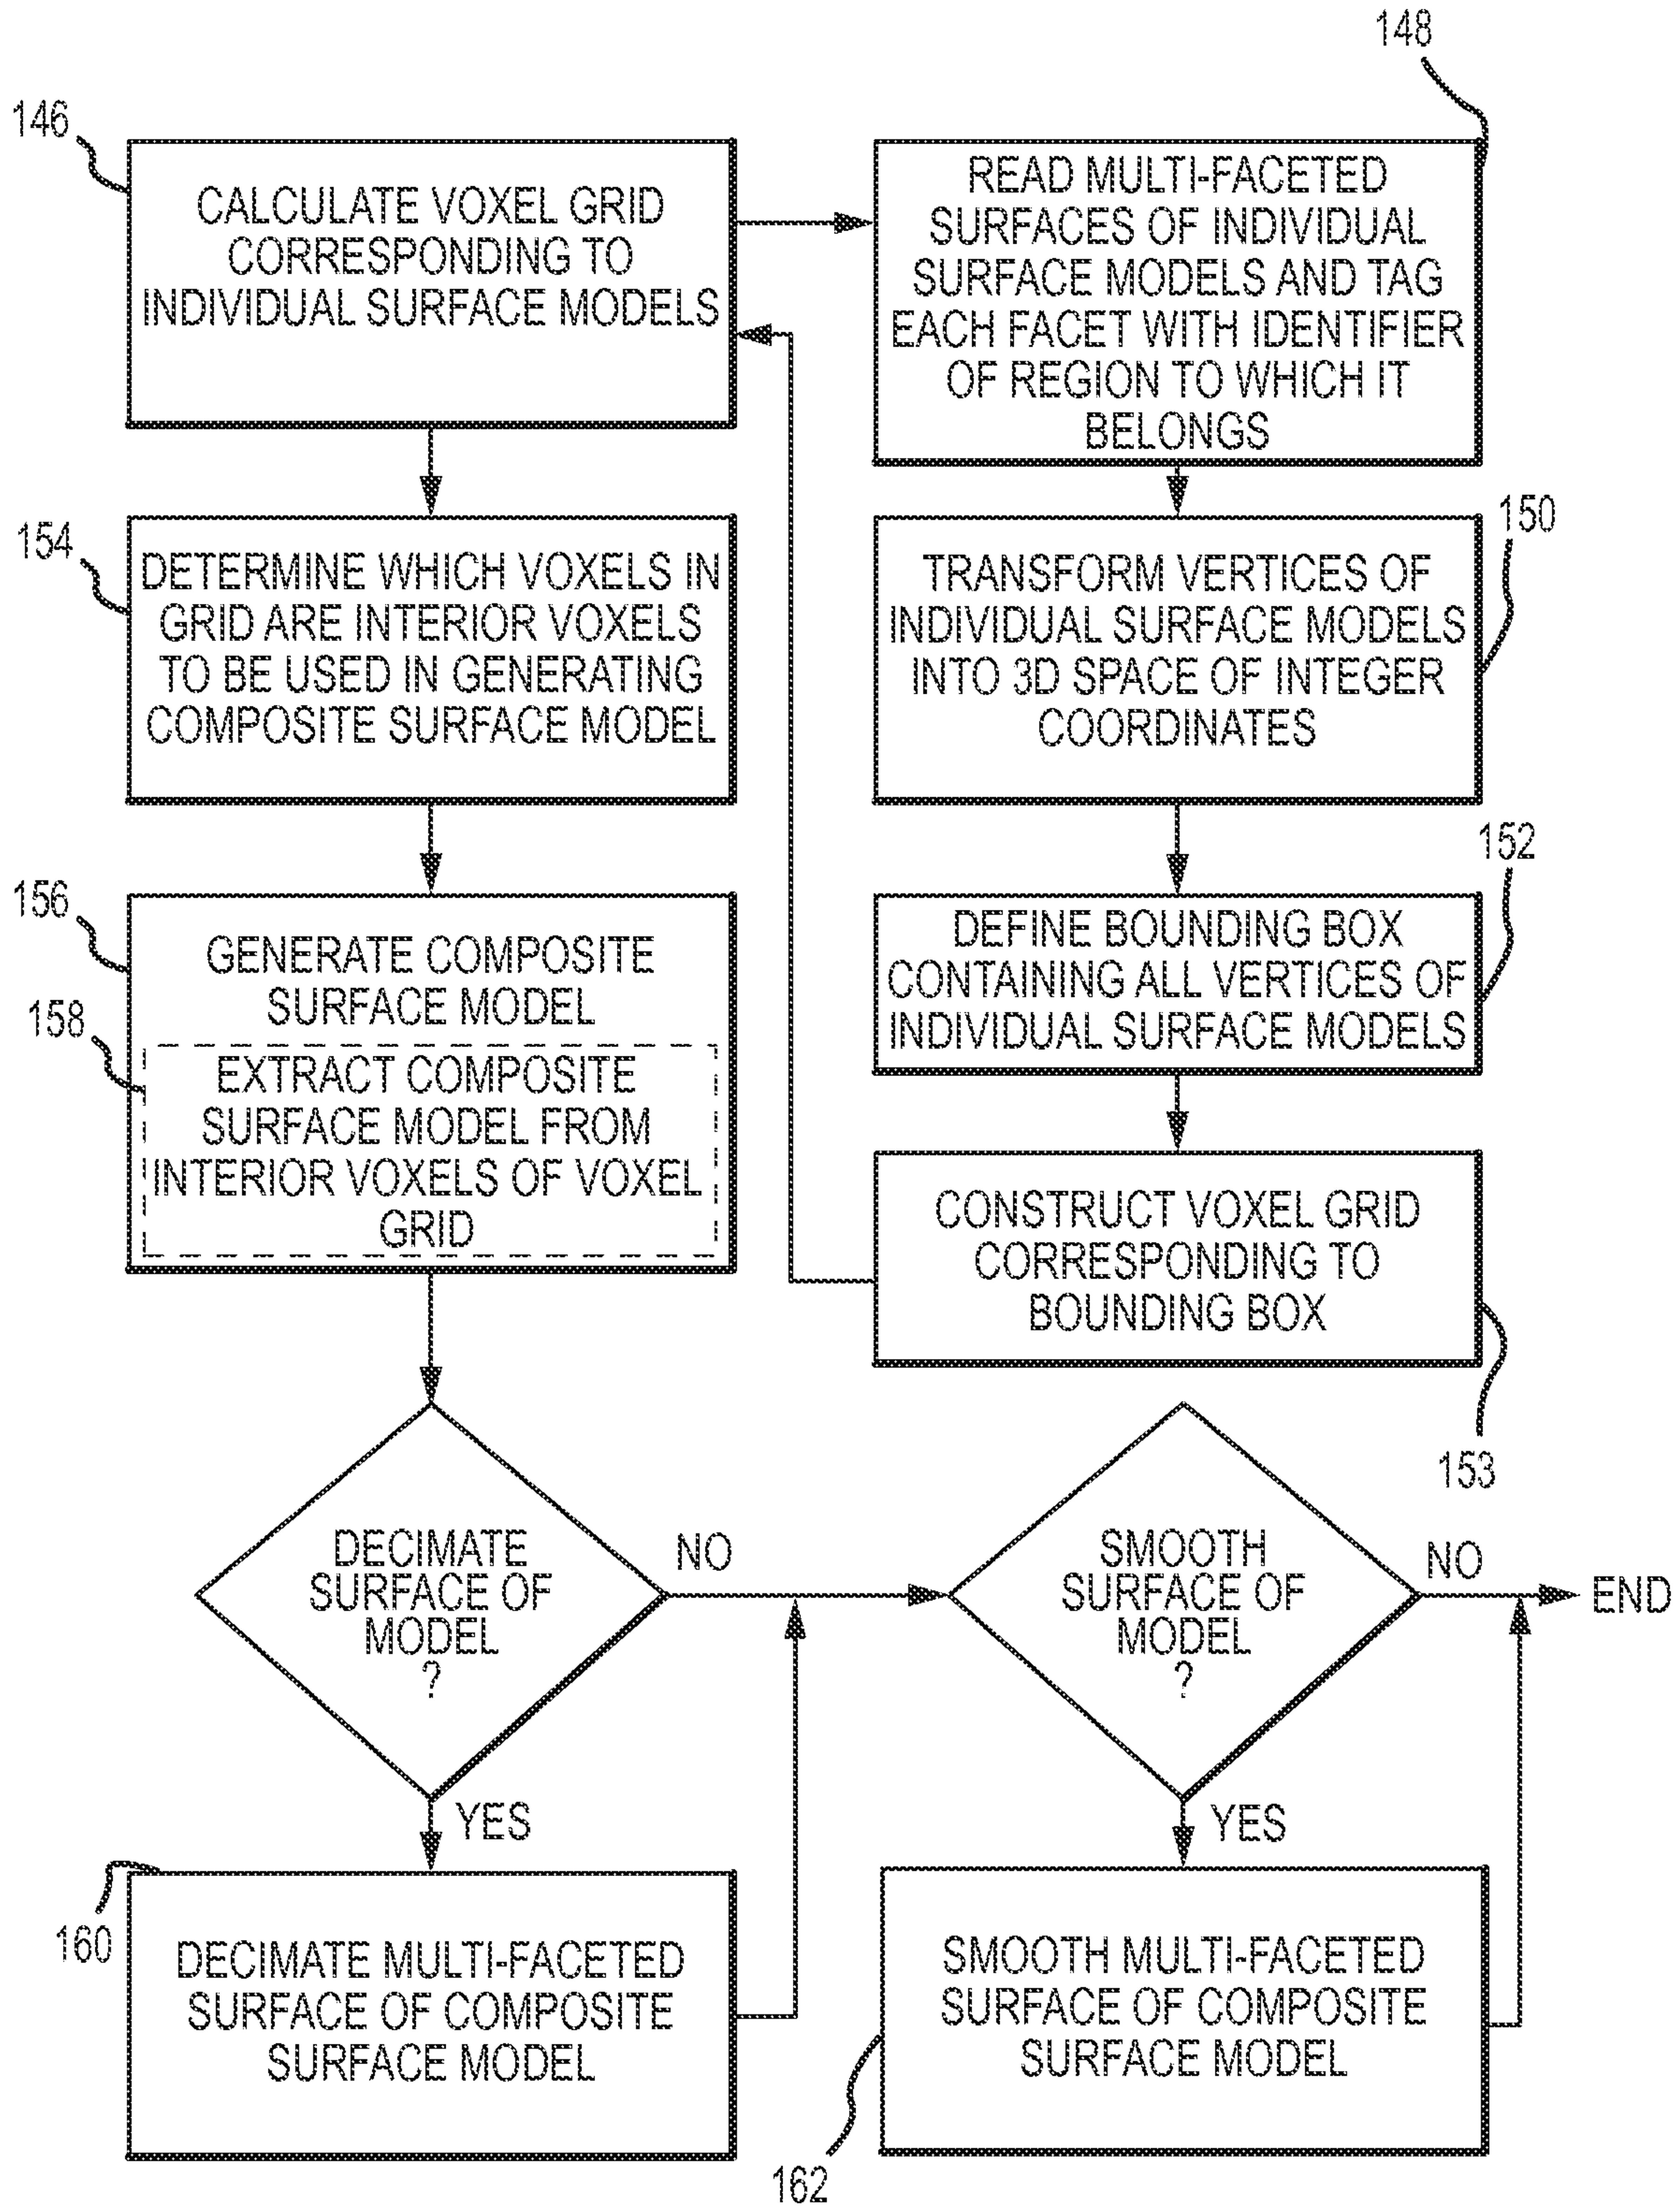 148
146
CALCULATE VOXEL GRID
CORRESPONDING TO
INDIVIDUAL SURFACE MODELS
READ MULTI-FACETED
SURFACES OF INDIVIDUAL
SURFACE MODELS AND TAG
EACH FACET WITH IDENTIFIER
OF REGION TO WHICH IT
BELONGS
154
DETERMINE WHICH VOXELS IN
GRID ARE INTERIOR VOXELS
TO BE USED IN GENERATING
COMPOSITE SURFACE MODEL
150
TRANSFORM VERTICES OF
INDIVIDUAL SURFACE MODELS
INTO 3D SPACE OF INTEGER
COORDINATES
152
156
GENERATE COMPOSITE
SURFACE MODEL
158
EXTRACT COMPOSITE
SURFACE MODEL FROM
INTERIOR VOXELS OF VOXEL
GRID
DEFINE BOUNDING BOX
CONTAINING ALL VERTICES OF
INDIVIDUAL SURFACE MODELS
CONSTRUCT VOXEL GRID
CORRESPONDING TO
BOUNDING BOX
153
DECIMATE
SURFACE OF
MODEL
?
NO
YES
SMOOTH
SURFACE OF
MODEL
?
NO
END
YES
160
DECIMATE MULTI-FACETED
SURFACE OF COMPOSITE
SURFACE MODEL
SMOOTH MULTI-FACETED
SURFACE OF COMPOSITE
SURFACE MODEL
162